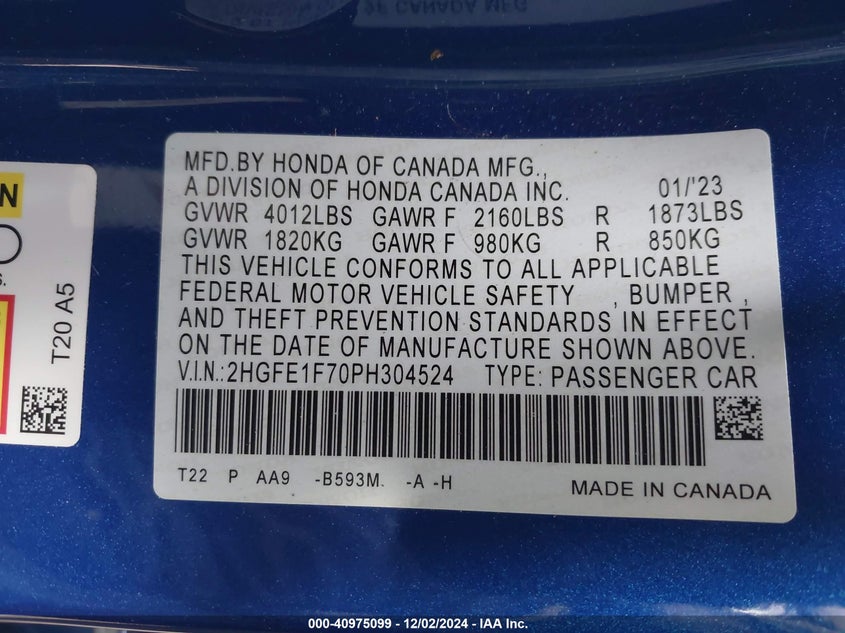 2F CANADA MFG
N
S.
T20 A5
MFD.BY HONDA OF CANADA MFG.,
A DIVISION OF HONDA CANADA INC. 01/'23
GVWR 4012LBS GAWR F 2160LBS R 1873LBS
GVWR 1820KG GAWR F 980KG R 850KG
THIS VEHICLE CONFORMS TO ALL APPLICABLE
FEDERAL MOTOR VEHICLE SAFETY , BUMPER ,
AND THEFT PREVENTION STANDARDS IN EFFECT
ON THE DATE OF MANUFACTURE SHOWN ABOVE.
V.I.N.:2HGFE1F70PH304524 TYPE: PASSENGER CAR
T22 P AA9 -B593M. -A -H
MADE IN CANADA
000-40975099 - 12/02/2024 - IAA Inc.